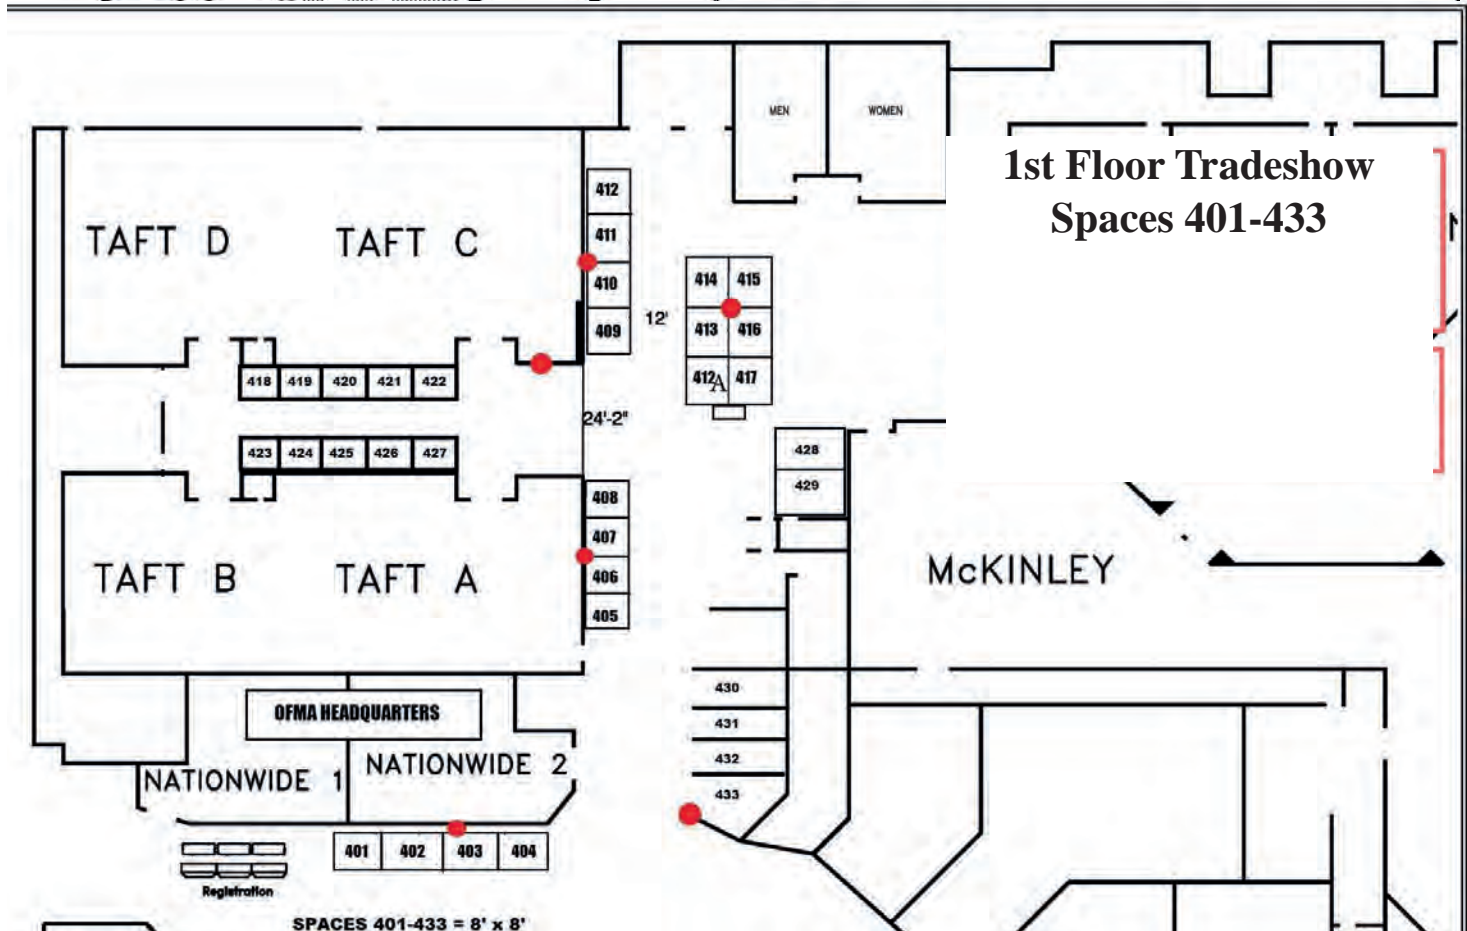 MEN
WOMEN
1st Floor Tradeshow
Spaces 401-433
TAFT D
TAFT C
412
411
410
409
12'
414 415
413 416
412A 417
418 419 420 421 422
24'-2"
423 424 425 426 427
428
429
408
407
406
405
TAFT B
TAFT A
McKINLEY
OFMA HEADQUARTERS
NATIONWIDE 1
NATIONWIDE 2
430
431
432
433
401 402 403 404
Registration
SPACES 401-433 = 8' x 8'